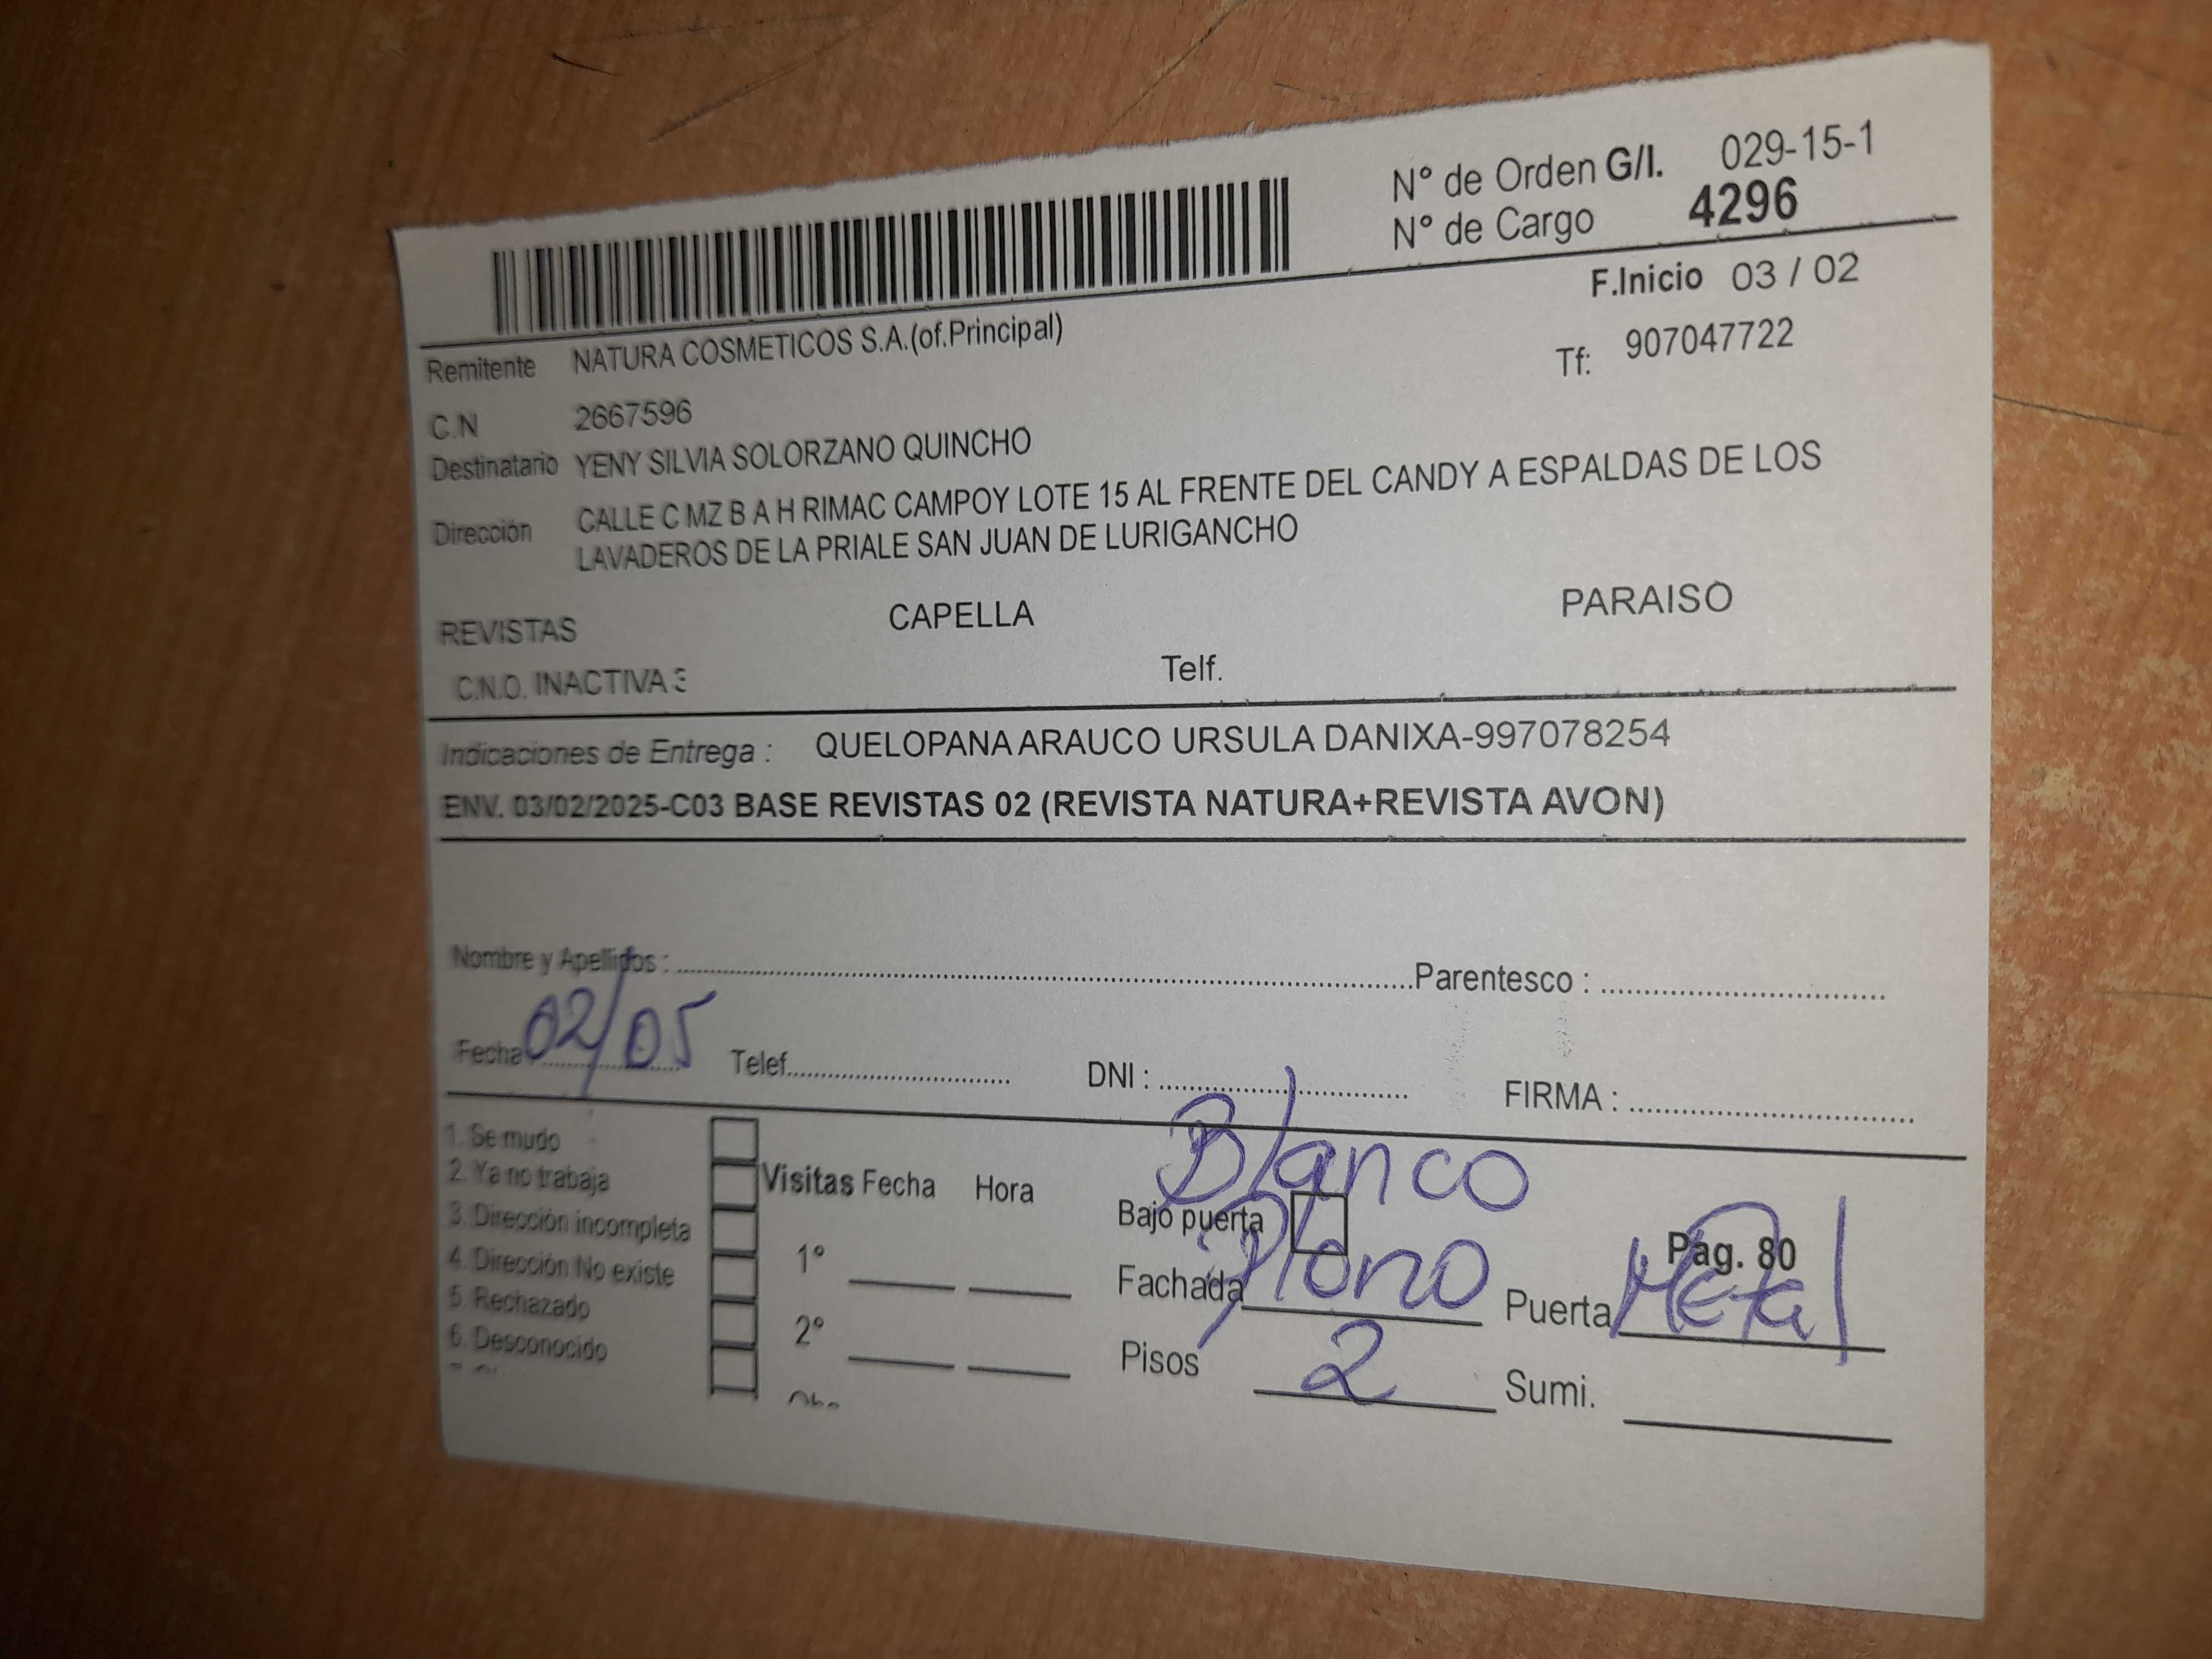 N° de Orden G/I. 029-15-1
N° de Cargo 4296
F.Inicio 03 / 02
Remitente NATURA COSMETICOS S.A.(of.Principal)
Tf: 907047722
C.N 2667596
Destinatario YENY SILVIA SOLORZANO QUINCHO
Dirección CALLE C MZ B A H RIMAC CAMPOY LOTE 15 AL FRENTE DEL CANDY A ESPALDAS DE LOS
LAVADEROS DE LA PRIALE SAN JUAN DE LURIGANCHO
REVISTAS CAPELLA PARAISO
C.N.O. INACTIVA 3 Telf.
Indicaciones de Entrega : QUELOPANA ARAUCO URSULA DANIXA-997078254
ENV. 03/02/2025-C03 BASE REVISTAS 02 (REVISTA NATURA+REVISTA AVON)
Nombre y Apellidos : Parentesco :
Fecha 02/05 Telef. DNI : FIRMA :
1. Se mudo
2. Ya no trabaja
3. Dirección incompleta
4. Dirección No existe
5. Rechazado
6. Desconocido
Visitas Fecha Hora
1°
2°
Blanco
Bajo puerta
Pag. 80
Fachada Plono Puerta Metal
Pisos 2 Sumi.